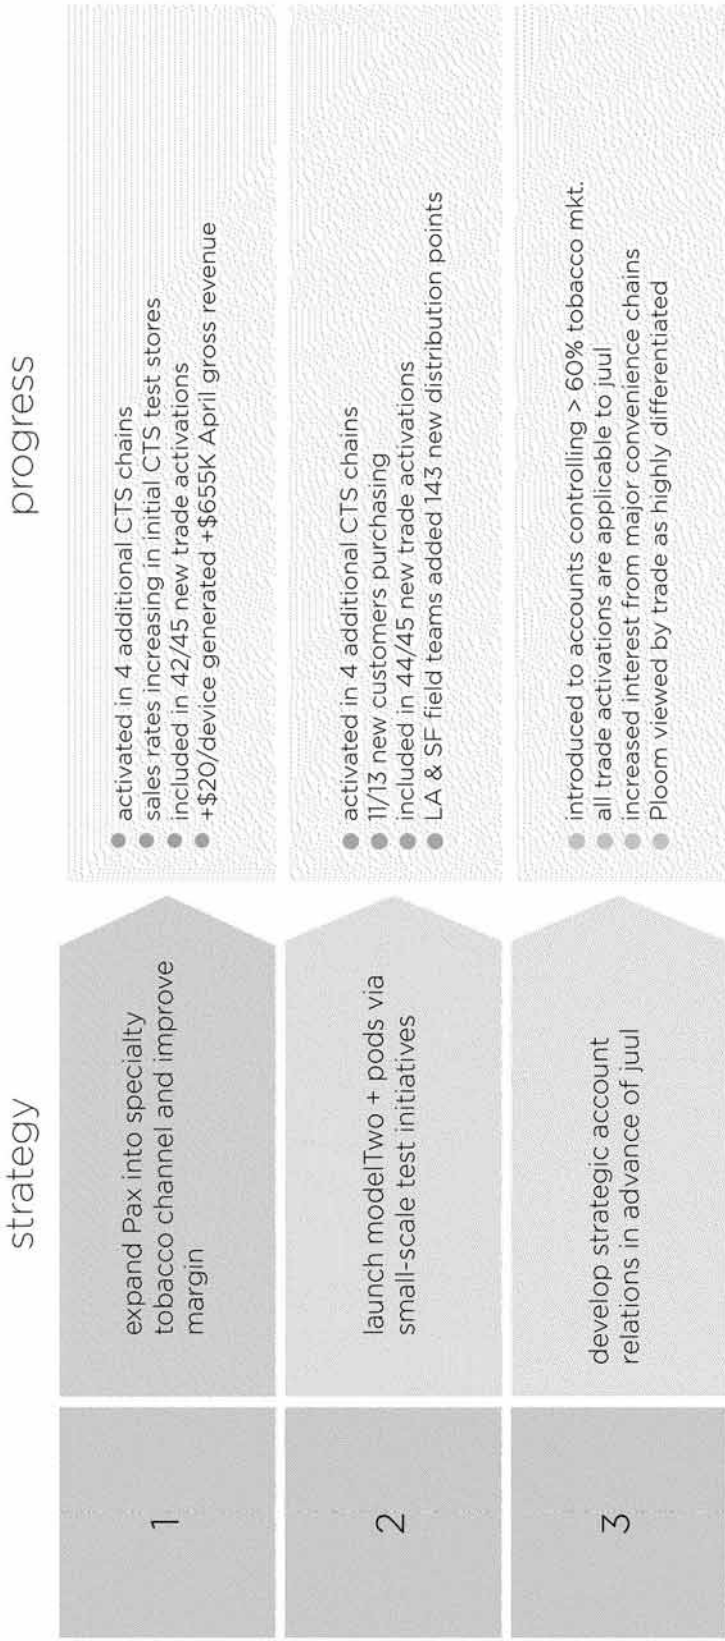 strategy
progress
1
expand Pax into specialty
tobacco channel and improve
margin
activated in 4 additional CTS chains
sales rates increasing in initial CTS test stores
included in 42/45 new trade activations
+$20/device generated +$655K April gross revenue
2
launch modelTwo + pods via
small-scale test initiatives
activated in 4 additional CTS chains
11/13 new customers purchasing
included in 44/45 new trade activations
LA & SF field teams added 143 new distribution points
3
develop strategic account
relations in advance of juul
introduced to accounts controlling > 60% tobacco mkt.
all trade activations are applicable to juul
increased interest from major convenience chains
Ploom viewed by trade as highly differentiated